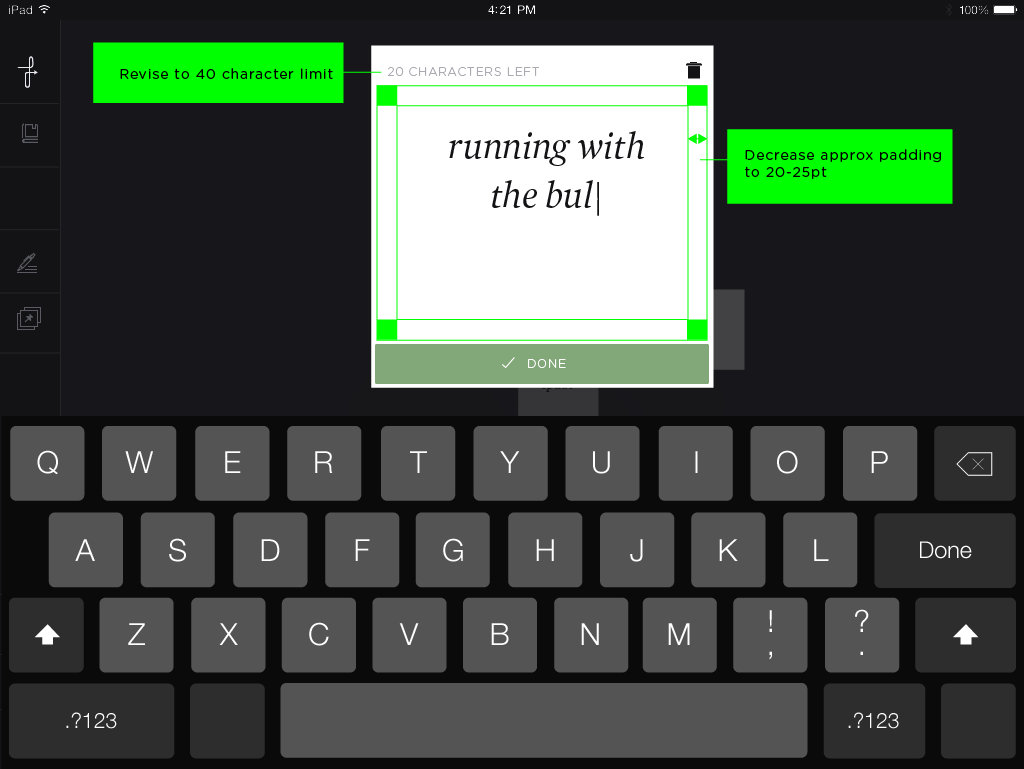 iPad 4:21 PM 100%
Revise to 40 character limit
20 CHARACTERS LEFT
running with
the bul
Decrease approx padding
to 20-25pt
DONE
Q W E R T Y U I O P
A S D F G H J K L Done
Z X C V B N M ! , ? .
.?123 .?123